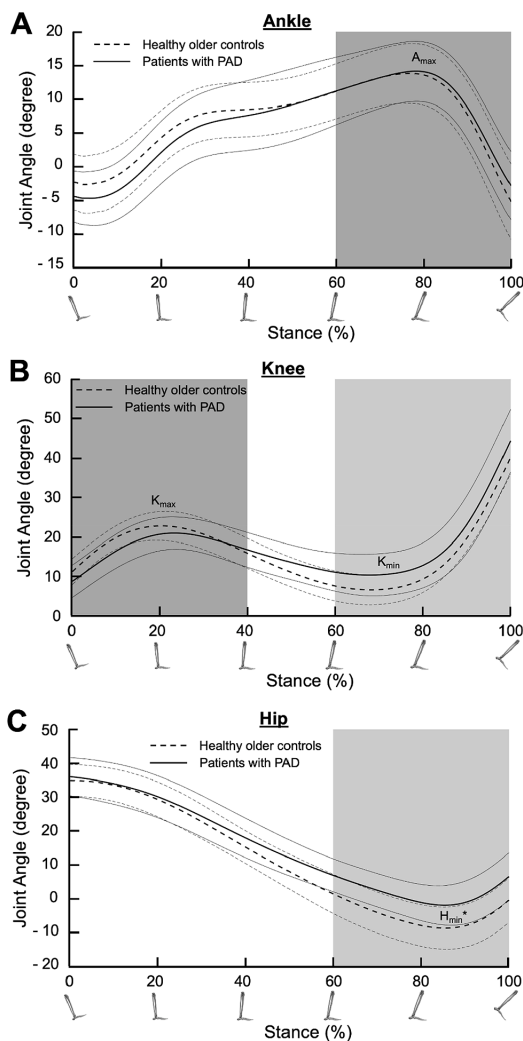 A
Ankle
Healthy older controls
Patients with PAD
Amax
Joint Angle (degree)
20
15
10
5
0
- 5
- 10
- 15
0 20 40 60 80 100
Stance (%)
B
Knee
Healthy older controls
Patients with PAD
Kmax
Kmin
Joint Angle (degree)
60
50
40
30
20
10
0
0 20 40 60 80 100
Stance (%)
C
Hip
Healthy older controls
Patients with PAD
Hmin*
Joint Angle (degree)
50
40
30
20
10
0
- 10
- 20
0 20 40 60 80 100
Stance (%)